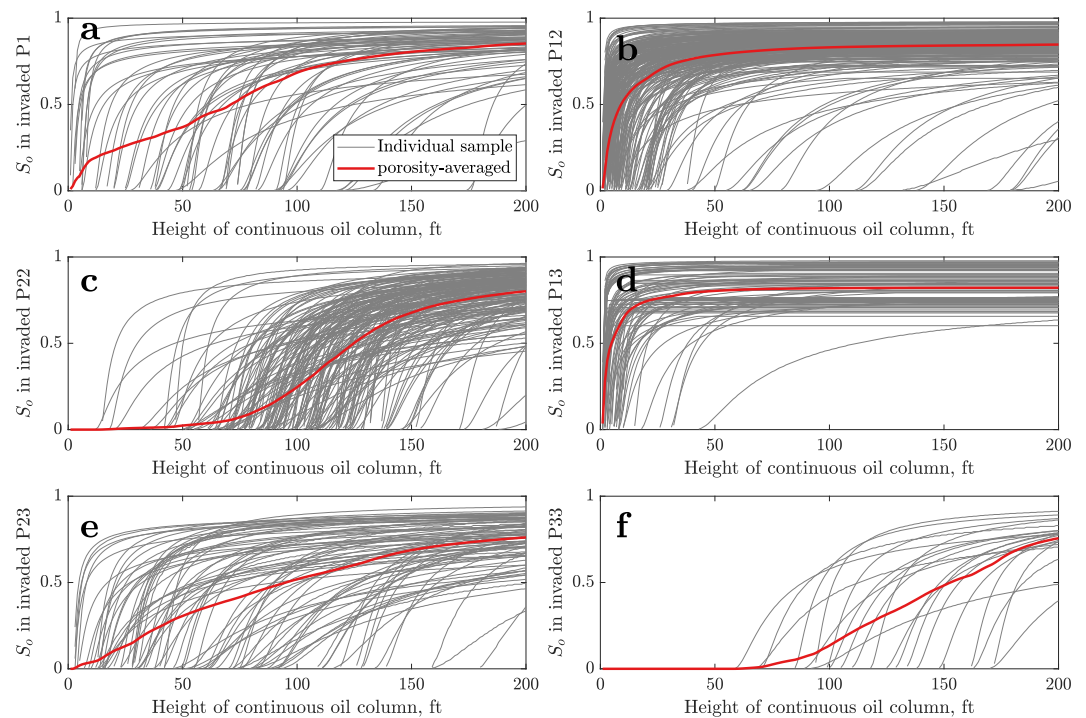 a
S_o in invaded P1
1
0.5
0
Individual sample
porosity-averaged
0 50 100 150 200
Height of continuous oil column, ft
b
S_o in invaded P12
1
0.5
0
0 50 100 150 200
Height of continuous oil column, ft
c
S_o in invaded P22
1
0.5
0
0 50 100 150 200
Height of continuous oil column, ft
d
S_o in invaded P13
1
0.5
0
0 50 100 150 200
Height of continuous oil column, ft
e
S_o in invaded P23
1
0.5
0
0 50 100 150 200
Height of continuous oil column, ft
f
S_o in invaded P33
1
0.5
0
0 50 100 150 200
Height of continuous oil column, ft